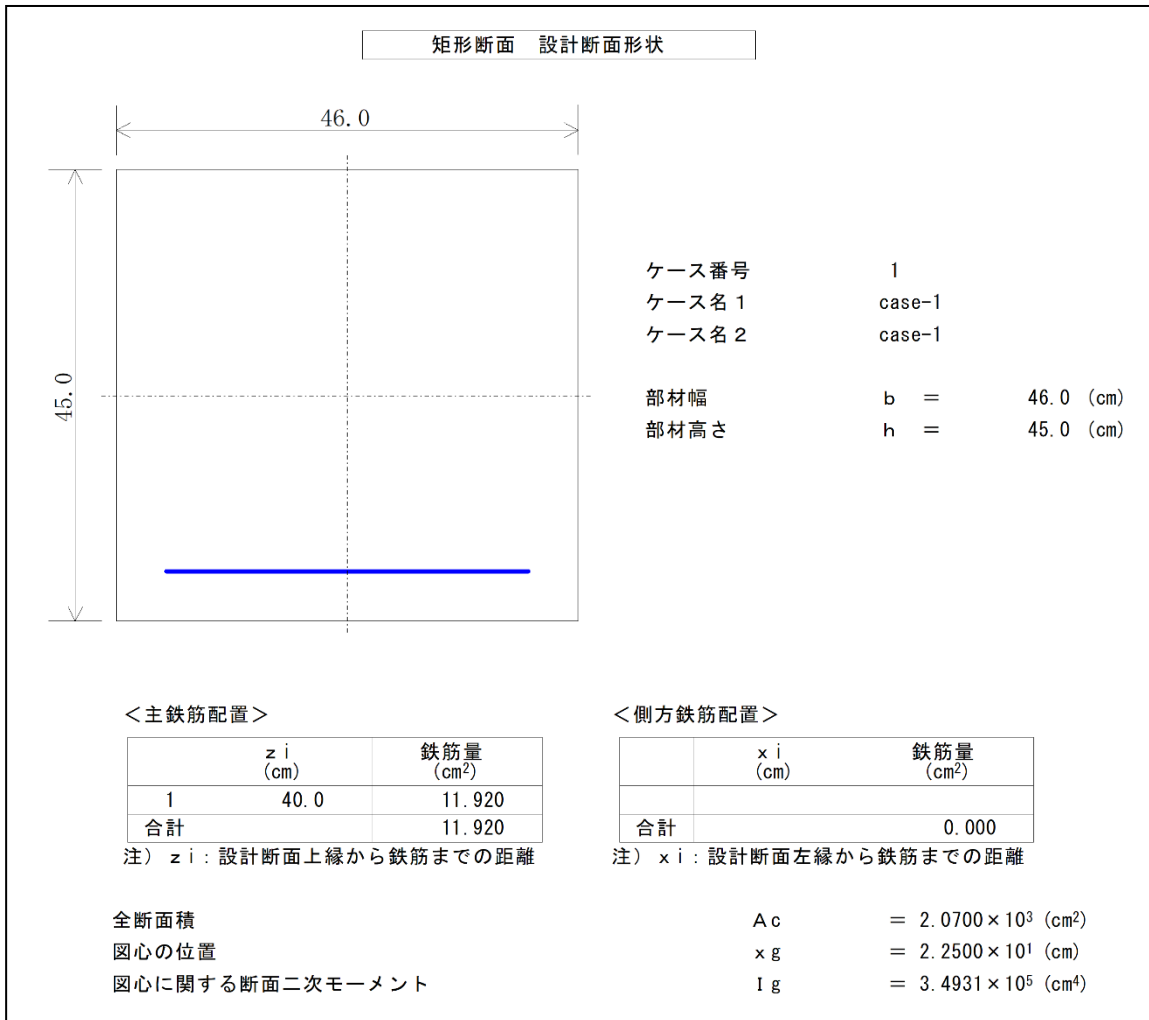 矩形断面　設計断面形状
46.0
45.0
ケース番号 1
ケース名１ case-1
ケース名２ case-1
部材幅 ｂ ＝ 46.0 (cm)
部材高さ ｈ ＝ 45.0 (cm)
＜主鉄筋配置＞
ｚｉ 鉄筋量
(cm) (cm²)
1 40.0 11.920
合計 11.920
注）ｚｉ：設計断面上縁から鉄筋までの距離
＜側方鉄筋配置＞
ｘｉ 鉄筋量
(cm) (cm²)
合計 0.000
注）ｘｉ：設計断面左縁から鉄筋までの距離
全断面積 Ａｃ ＝ 2.0700×10³ (cm²)
図心の位置 ｘｇ ＝ 2.2500×10¹ (cm)
図心に関する断面二次モーメント Ｉｇ ＝ 3.4931×10⁵ (cm⁴)